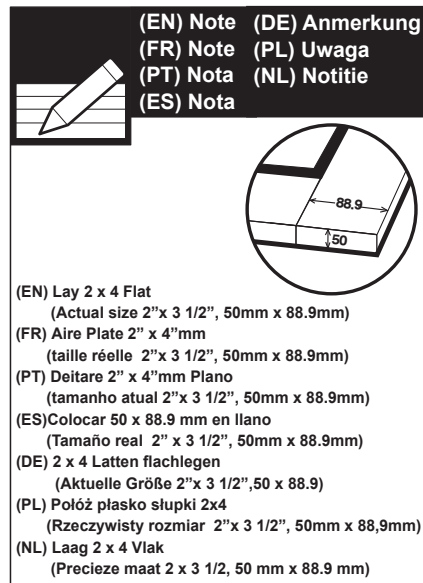 (EN) Note (DE) Anmerkung
(FR) Note (PL) Uwaga
(PT) Nota (NL) Notitie
(ES) Nota
88.9
50
(EN) Lay 2 x 4 Flat
(Actual size 2”x 3 1/2”, 50mm x 88.9mm)
(FR) Aire Plate 2” x 4”mm
(taille réelle 2”x 3 1/2”, 50mm x 88.9mm)
(PT) Deitare 2” x 4”mm Plano
(tamanho atual 2”x 3 1/2”, 50mm x 88.9mm)
(ES)Colocar 50 x 88.9 mm en llano
(Tamaño real 2” x 3 1/2”, 50mm x 88.9mm)
(DE) 2 x 4 Latten flachlegen
(Aktuelle Größe 2”x 3 1/2”,50 x 88.9)
(PL) Połóż płasko słupki 2x4
(Rzeczywisty rozmiar 2”x 3 1/2”, 50mm x 88,9mm)
(NL) Laag 2 x 4 Vlak
(Precieze maat 2 x 3 1/2, 50 mm x 88.9 mm)